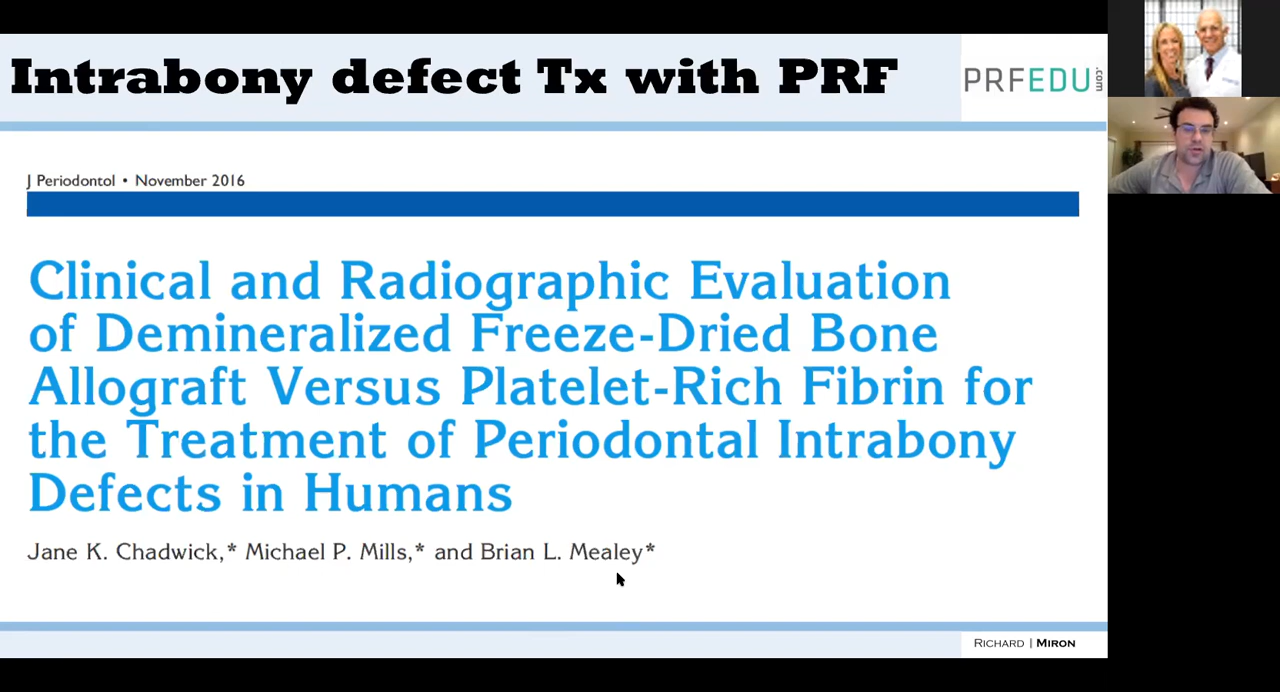 Intrabony defect Tx with PRF
PRFEDU.com
J Periodontol • November 2016
Clinical and Radiographic Evaluation
of Demineralized Freeze-Dried Bone
Allograft Versus Platelet-Rich Fibrin for
the Treatment of Periodontal Intrabony
Defects in Humans
Jane K. Chadwick,* Michael P. Mills,* and Brian L. Mealey*
RICHARD | MIRON